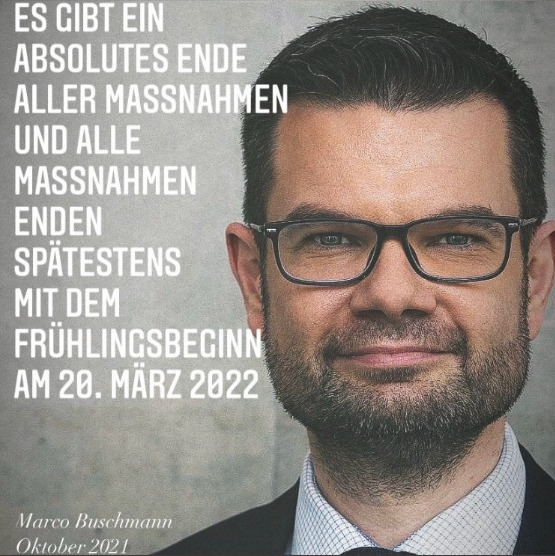 ES GIBT EIN
ABSOLUTES ENDE
ALLER MASSNAHMEN
UND ALLE
MASSNAHMEN
ENDEN
SPÄTESTENS
MIT DEM
FRÜHLINGSBEGINN
AM 20. MÄRZ 2022
Marco Buschmann
Oktober 2021